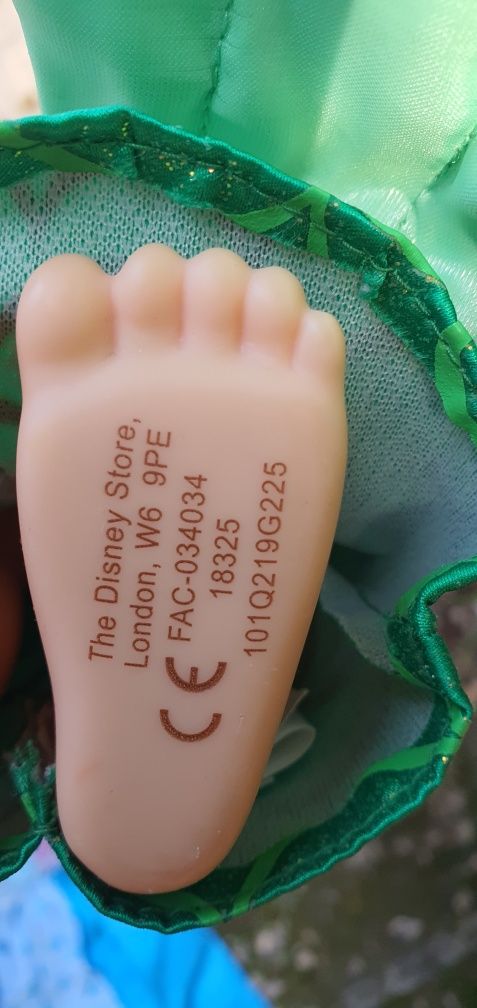 The Disney Store,
London, W6 9PE
CE FAC-034034
18325
101Q219G225